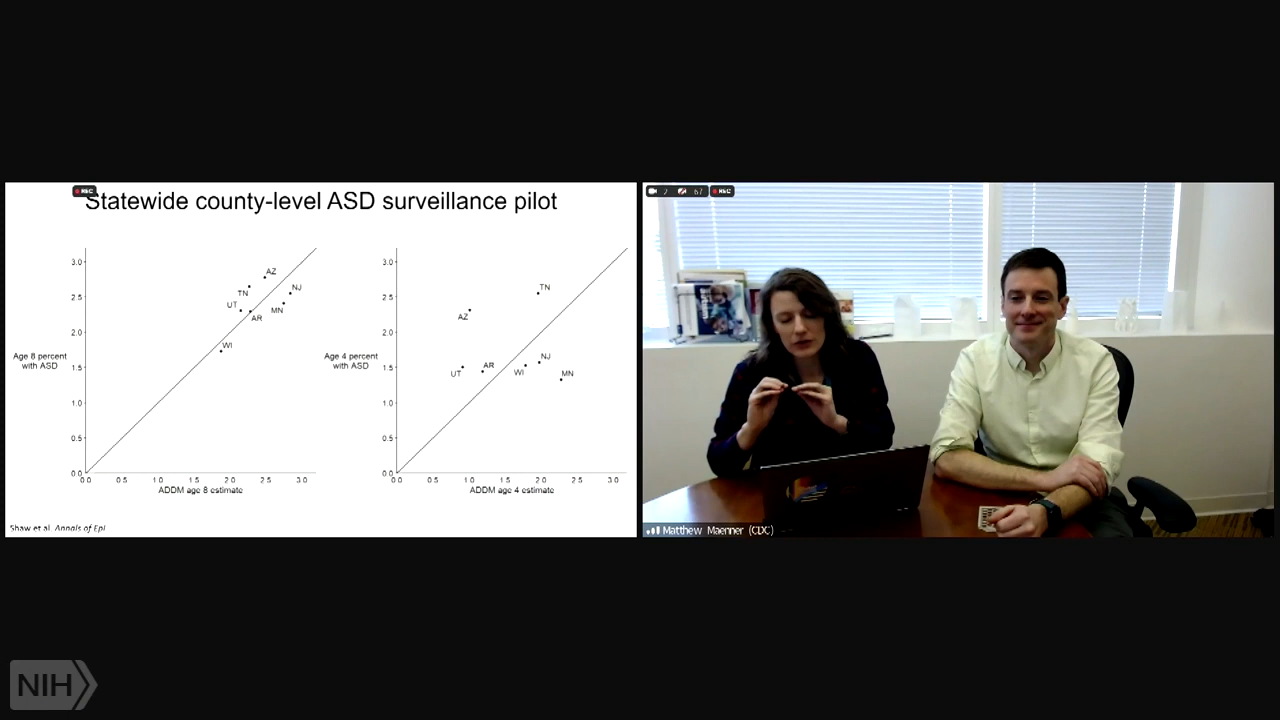 REC
Statewide county-level ASD surveillance pilot
3.0
2.5
2.0
1.5
1.0
0.5
0.0
Age 8 percent
with ASD
AZ
TN
NJ
UT
MN
AR
WI
0.0 0.5 1.0 1.5 2.0 2.5 3.0
ADDM age 8 estimate
3.0
2.5
2.0
1.5
1.0
0.5
0.0
Age 4 percent
with ASD
TN
AZ
NJ
AR
UT
WI
MN
0.0 0.5 1.0 1.5 2.0 2.5 3.0
ADDM age 4 estimate
Shaw et al. Annals of Epi
REC
Matthew Maenner (CDC)
NIH